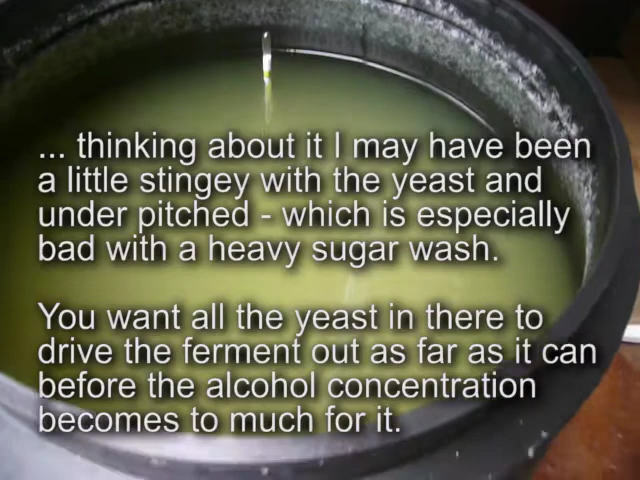 ... thinking about it I may have been
a little stingey with the yeast and
under pitched - which is especially
bad with a heavy sugar wash.
You want all the yeast in there to
drive the ferment out as far as it can
before the alcohol concentration
becomes to much for it.